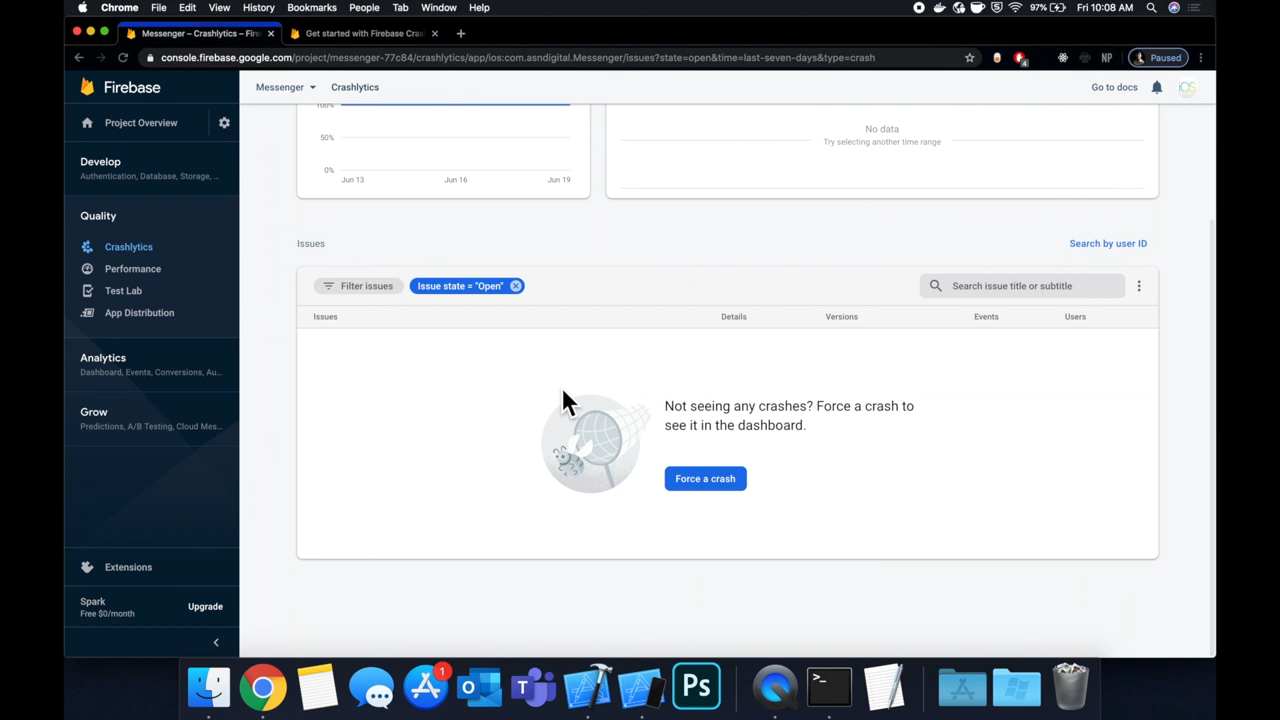 Chrome File Edit View History Bookmarks People Tab Window Help
97% Fri 10:08 AM
Messenger – Crashlytics – Fire
Get started with Firebase Cras
console.firebase.google.com/project/messenger-77c84/crashlytics/app/ios:com.asndigital.Messenger/issues?state=open&time=last-seven-days&type=crash
4
NP
Paused
Firebase
Messenger
Crashlytics
Go to docs
iOS
Project Overview
Develop
Authentication, Database, Storage, ...
Quality
Crashlytics
Performance
Test Lab
App Distribution
Analytics
Dashboard, Events, Conversions, Au...
Grow
Predictions, A/B Testing, Cloud Mes...
Extensions
Spark
Free $0/month
Upgrade
100%
50%
0%
Jun 13 Jun 16 Jun 19
No data
Try selecting another time range
Issues
Search by user ID
Filter issues
Issue state = "Open"
Search issue title or subtitle
Issues Details Versions Events Users
Not seeing any crashes? Force a crash to
see it in the dashboard.
Force a crash
1
Ps